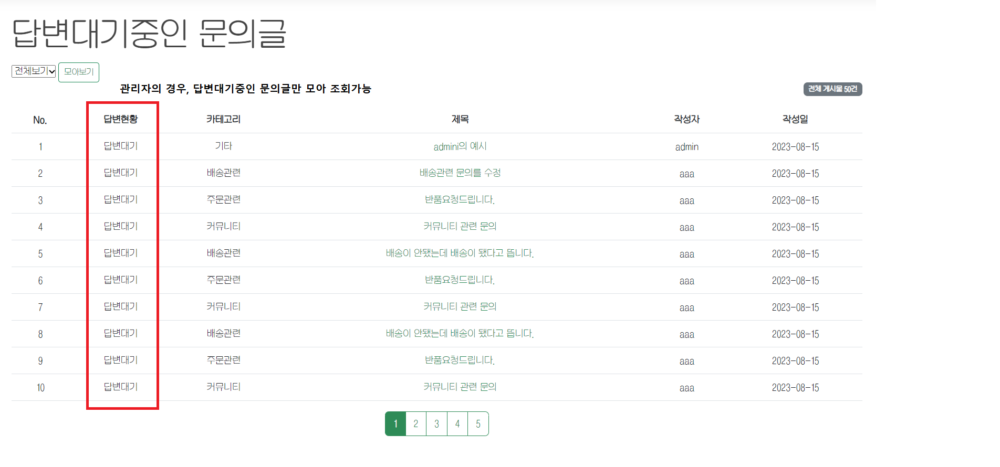 답변대기중인 문의글
전체보기 모아보기
관리자의 경우, 답변대기중인 문의글만 모아 조회가능
전체 게시물 50건
No. 답변현황 카테고리 제목 작성자 작성일
1 답변대기 기타 admini의 예시 admin 2023-08-15
2 답변대기 배송관련 배송관련 문의를 수정 aaa 2023-08-15
3 답변대기 주문관련 반품요청드립니다. aaa 2023-08-15
4 답변대기 커뮤니티 커뮤니티 관련 문의 aaa 2023-08-15
5 답변대기 배송관련 배송이 안됐는데 배송이 됐다고 뜹니다. aaa 2023-08-15
6 답변대기 주문관련 반품요청드립니다. aaa 2023-08-15
7 답변대기 커뮤니티 커뮤니티 관련 문의 aaa 2023-08-15
8 답변대기 배송관련 배송이 안됐는데 배송이 됐다고 뜹니다. aaa 2023-08-15
9 답변대기 주문관련 반품요청드립니다. aaa 2023-08-15
10 답변대기 커뮤니티 커뮤니티 관련 문의 aaa 2023-08-15
1 2 3 4 5